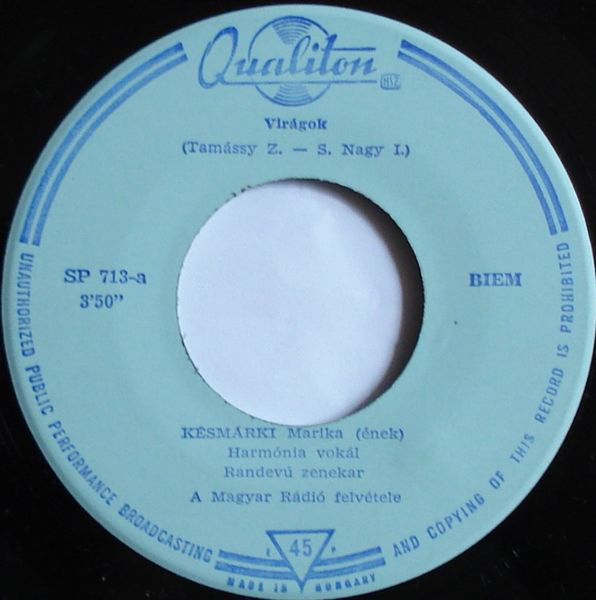 Qualiton
MSZ
Virágok
(Tamássy Z. — S. Nagy I.)
SP 713-a
3'50”
BIEM
KÉSMÁRKI Marika (ének)
Harmónia vokál
Randevú zenekar
A Magyar Rádió felvétele
UNAUTHORIZED PUBLIC PERFORMANCE BROADCASTING AND COPYING OF THIS RECORD IS PROHIBITED
45
MADE IN HUNGARY